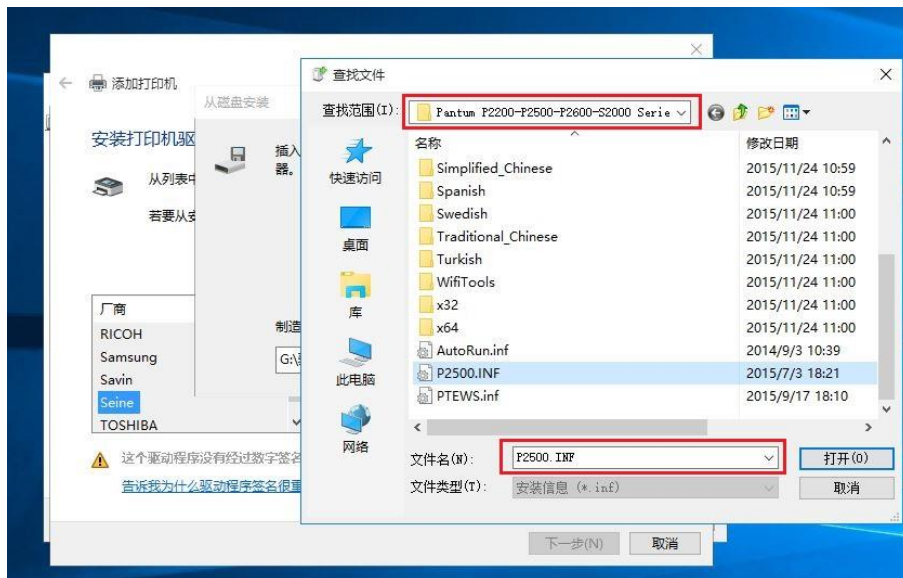 添加打印机
安装打印机驱
从列表中
若要从安
厂商
RICOH
Samsung
Savin
Seine
TOSHIBA
这个驱动程序没有经过数字签名
告诉我为什么驱动程序签名很重
下一步(N)
取消
从磁盘安装
插入
器。
制造
G:\
查找文件
查找范围(I):
Pantum P2200-P2500-P2600-S2000 Serie
快速访问
桌面
库
此电脑
网络
名称 修改日期
Simplified_Chinese 2015/11/24 10:59
Spanish 2015/11/24 10:59
Swedish 2015/11/24 11:00
Traditional_Chinese 2015/11/24 11:00
Turkish 2015/11/24 11:00
WifiTools 2015/11/24 11:00
x32 2015/11/24 11:00
x64 2015/11/24 11:00
AutoRun.inf 2014/9/3 10:39
P2500.INF 2015/7/3 18:21
PTEWS.inf 2015/9/17 18:10
文件名(N): P2500.INF 打开(O)
文件类型(T): 安装信息 (*.inf) 取消